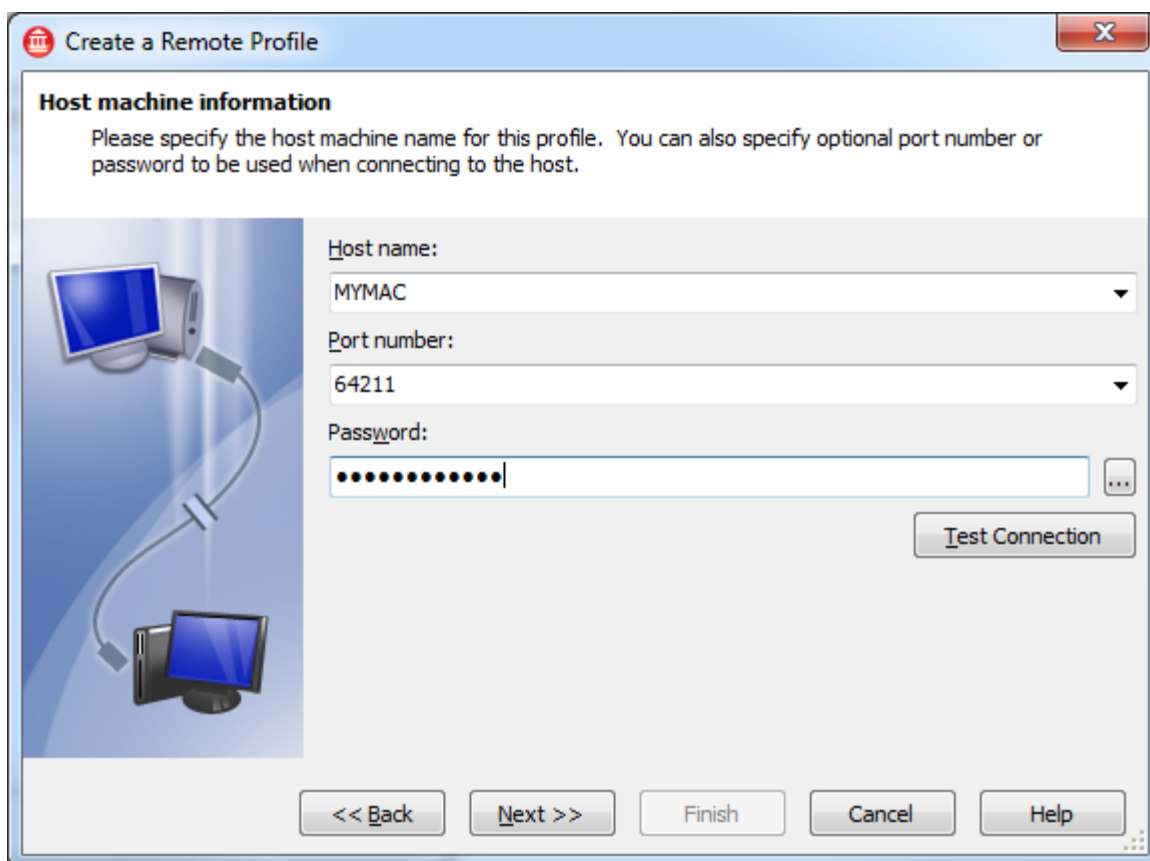 Create a Remote Profile
Host machine information
Please specify the host machine name for this profile.  You can also specify optional port number or
password to be used when connecting to the host.
Host name:
MYMAC
Port number:
64211
Password:
••••••••••••
...
Test Connection
<< Back
Next >>
Finish
Cancel
Help